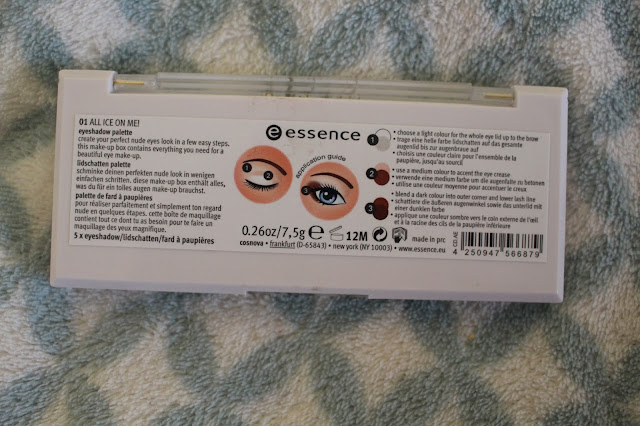 01 ALL ICE ON ME!
eyeshadow palette
create your perfect nude eyes look in a few easy steps.
this make-up box contains everything you need for a
beautiful eye make-up.
lidschatten palette
schminke deinen perfekten nude look in wenigen
einfachen schritten. diese make-up box enthält alles,
was du für ein tolles augen make-up brauchst.
palette de fard à paupières
pour réaliser parfaitement et simplement ton regard
nude en quelques étapes. cette boîte de maquillage
contient tout ce dont tu as besoin pour te faire un
maquillage des yeux magnifique.
5 x eyeshadow/lidschatten/fard à paupières
e essence
application guide
1
2
3
0.26oz/7,5g e 12M
cosnova • frankfurt (D-65843) • new york (NY 10003) • www.essence.eu
made in prc
1
• choose a light colour for the whole eye lid up to the brow
• trage eine helle farbe lidschatten auf das gesamte
augenlid bis zur augenbraue auf
• choisis une couleur claire pour l'ensemble de la
paupière, jusqu'au sourcil
2
• use a medium colour to accent the eye crease
• verwende eine medium farbe um die augenfalte zu betonen
• utilise une couleur moyenne pour accentuer le creux
3
• blend a dark colour into outer corner and lower lash line
• schattiere die äußeren augenwinkel sowie das unterlid mit
einer dunklen farbe
• applique une couleur sombre vers le coin externe de l'œil
et à la racine des cils de la paupière inférieure
4 250947 566879